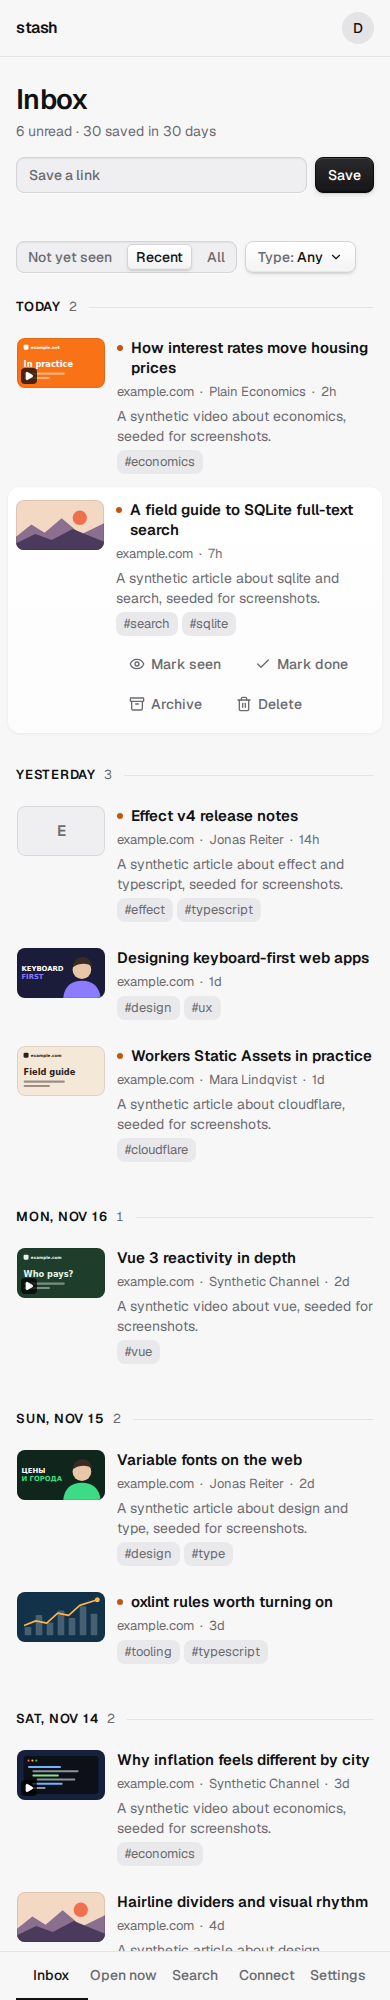 stash
D
Inbox
6 unread · 30 saved in 30 days
Save a link
Save
Not yet seen
Recent
All
Type: Any
TODAY 2
example.net
In practice
How interest rates move housing
prices
example.com · Plain Economics · 2h
A synthetic video about economics,
seeded for screenshots.
#economics
A field guide to SQLite full-text
search
example.com · 7h
A synthetic article about sqlite and
search, seeded for screenshots.
#search #sqlite
Mark seen
Mark done
Archive
Delete
YESTERDAY 3
E
Effect v4 release notes
example.com · Jonas Reiter · 14h
A synthetic article about effect and
typescript, seeded for screenshots.
#effect #typescript
KEYBOARD
FIRST
Designing keyboard-first web apps
example.com · 1d
#design #ux
example.com
Field guide
Workers Static Assets in practice
example.com · Mara Lindqvist · 1d
A synthetic article about cloudflare,
seeded for screenshots.
#cloudflare
MON, NOV 16 1
example.com
Who pays?
Vue 3 reactivity in depth
example.com · Synthetic Channel · 2d
A synthetic video about vue, seeded for
screenshots.
#vue
SUN, NOV 15 2
ЦЕНЫ
И ГОРОДА
Variable fonts on the web
example.com · Jonas Reiter · 2d
A synthetic article about design and
type, seeded for screenshots.
#design #type
oxlint rules worth turning on
example.com · 3d
#tooling #typescript
SAT, NOV 14 2
Why inflation feels different by city
example.com · Synthetic Channel · 3d
A synthetic video about economics,
seeded for screenshots.
#economics
Hairline dividers and visual rhythm
example.com · 4d
A synthetic article about design,
Inbox
Open now
Search
Connect
Settings